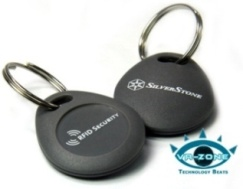 SilverStone
RFID Security
VR-Zone
Technology Beats